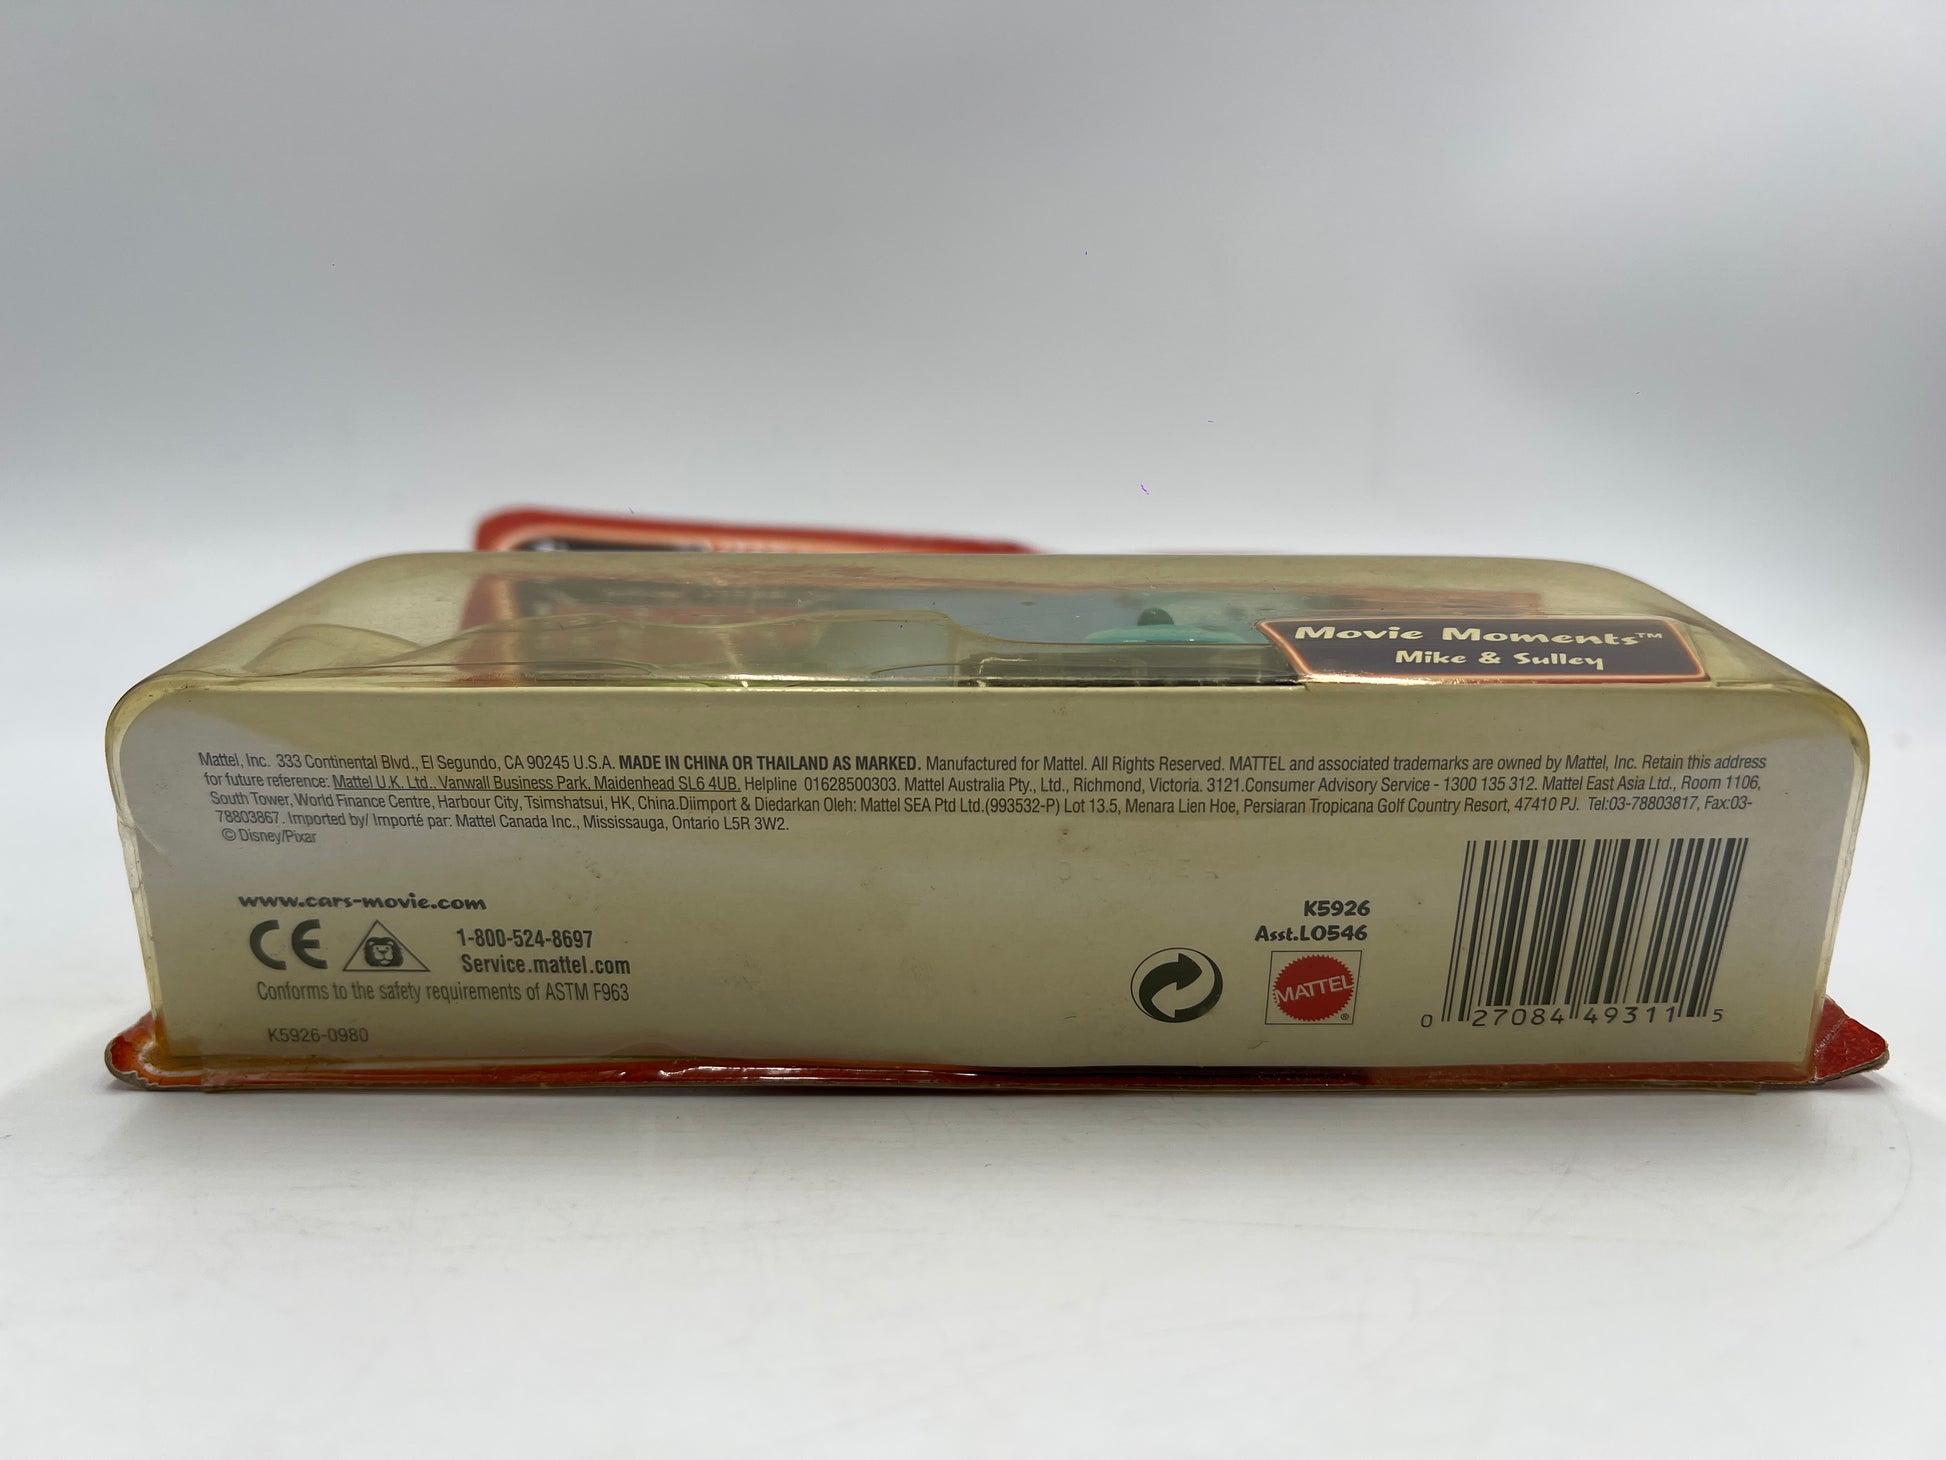 Movie Moments™
Mike & Sulley
Mattel, Inc. 333 Continental Blvd., El Segundo, CA 90245 U.S.A. MADE IN CHINA OR THAILAND AS MARKED. Manufactured for Mattel. All Rights Reserved. MATTEL and associated trademarks are owned by Mattel, Inc. Retain this address
for future reference: Mattel U.K. Ltd., Vanwall Business Park, Maidenhead SL6 4UB. Helpline 01628500303. Mattel Australia Pty., Ltd., Richmond, Victoria. 3121.Consumer Advisory Service - 1300 135 312. Mattel East Asia Ltd., Room 1106,
South Tower, World Finance Centre, Harbour City, Tsimshatsui, HK, China.Diimport & Diedarkan Oleh: Mattel SEA Ptd Ltd.(993532-P) Lot 13.5, Menara Lien Hoe, Persiaran Tropicana Golf Country Resort, 47410 PJ. Tel:03-78803817, Fax:03-
78803867. Imported by/ Importé par: Mattel Canada Inc., Mississauga, Ontario L5R 3W2.
© Disney/Pixar
www.cars-movie.com
CE
1-800-524-8697
Service.mattel.com
Conforms to the safety requirements of ASTM F963
K5926-0980
K5926
Asst.L0546
MATTEL
®
0 27084 49311 5